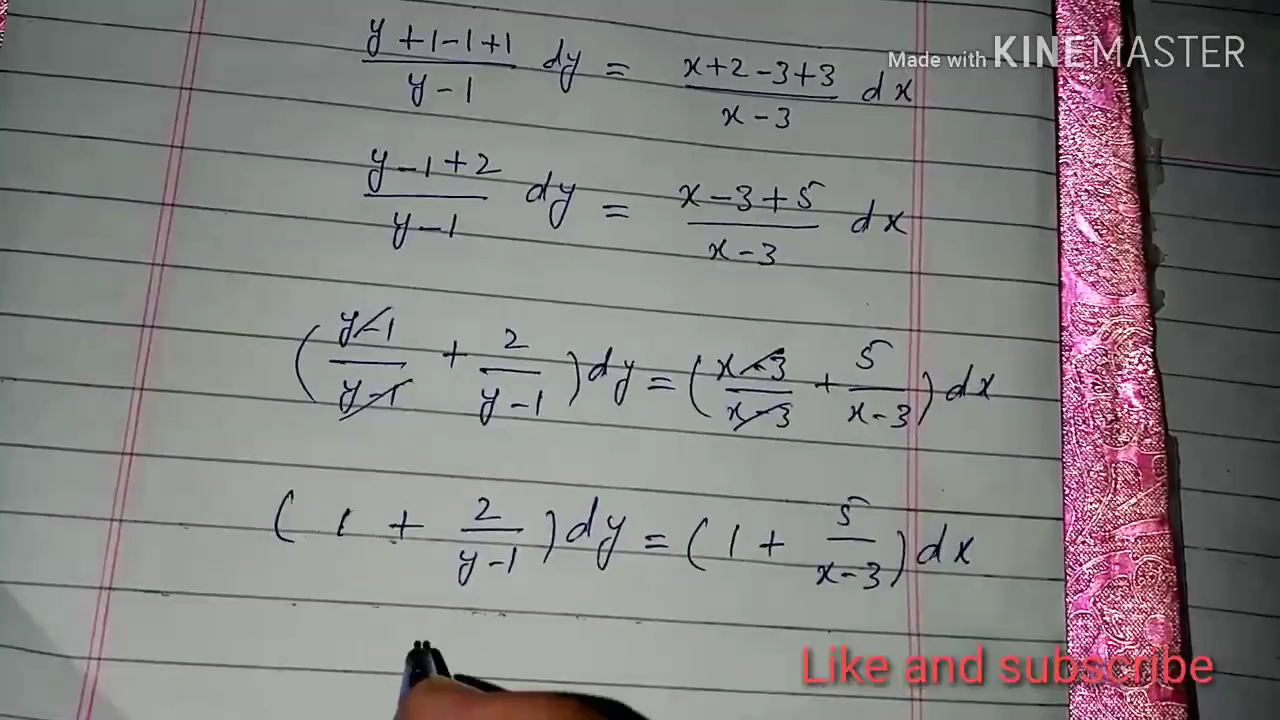 Made with KINEMASTER
(y+1-1+1)/(y-1) dy = (x+2-3+3)/(x-3) dx
(y-1+2)/(y-1) dy = (x-3+5)/(x-3) dx
((y-1)/(y-1) + 2/(y-1)) dy = ((x-3)/(x-3) + 5/(x-3)) dx
(1 + 2/(y-1)) dy = (1 + 5/(x-3)) dx
Like and subscribe